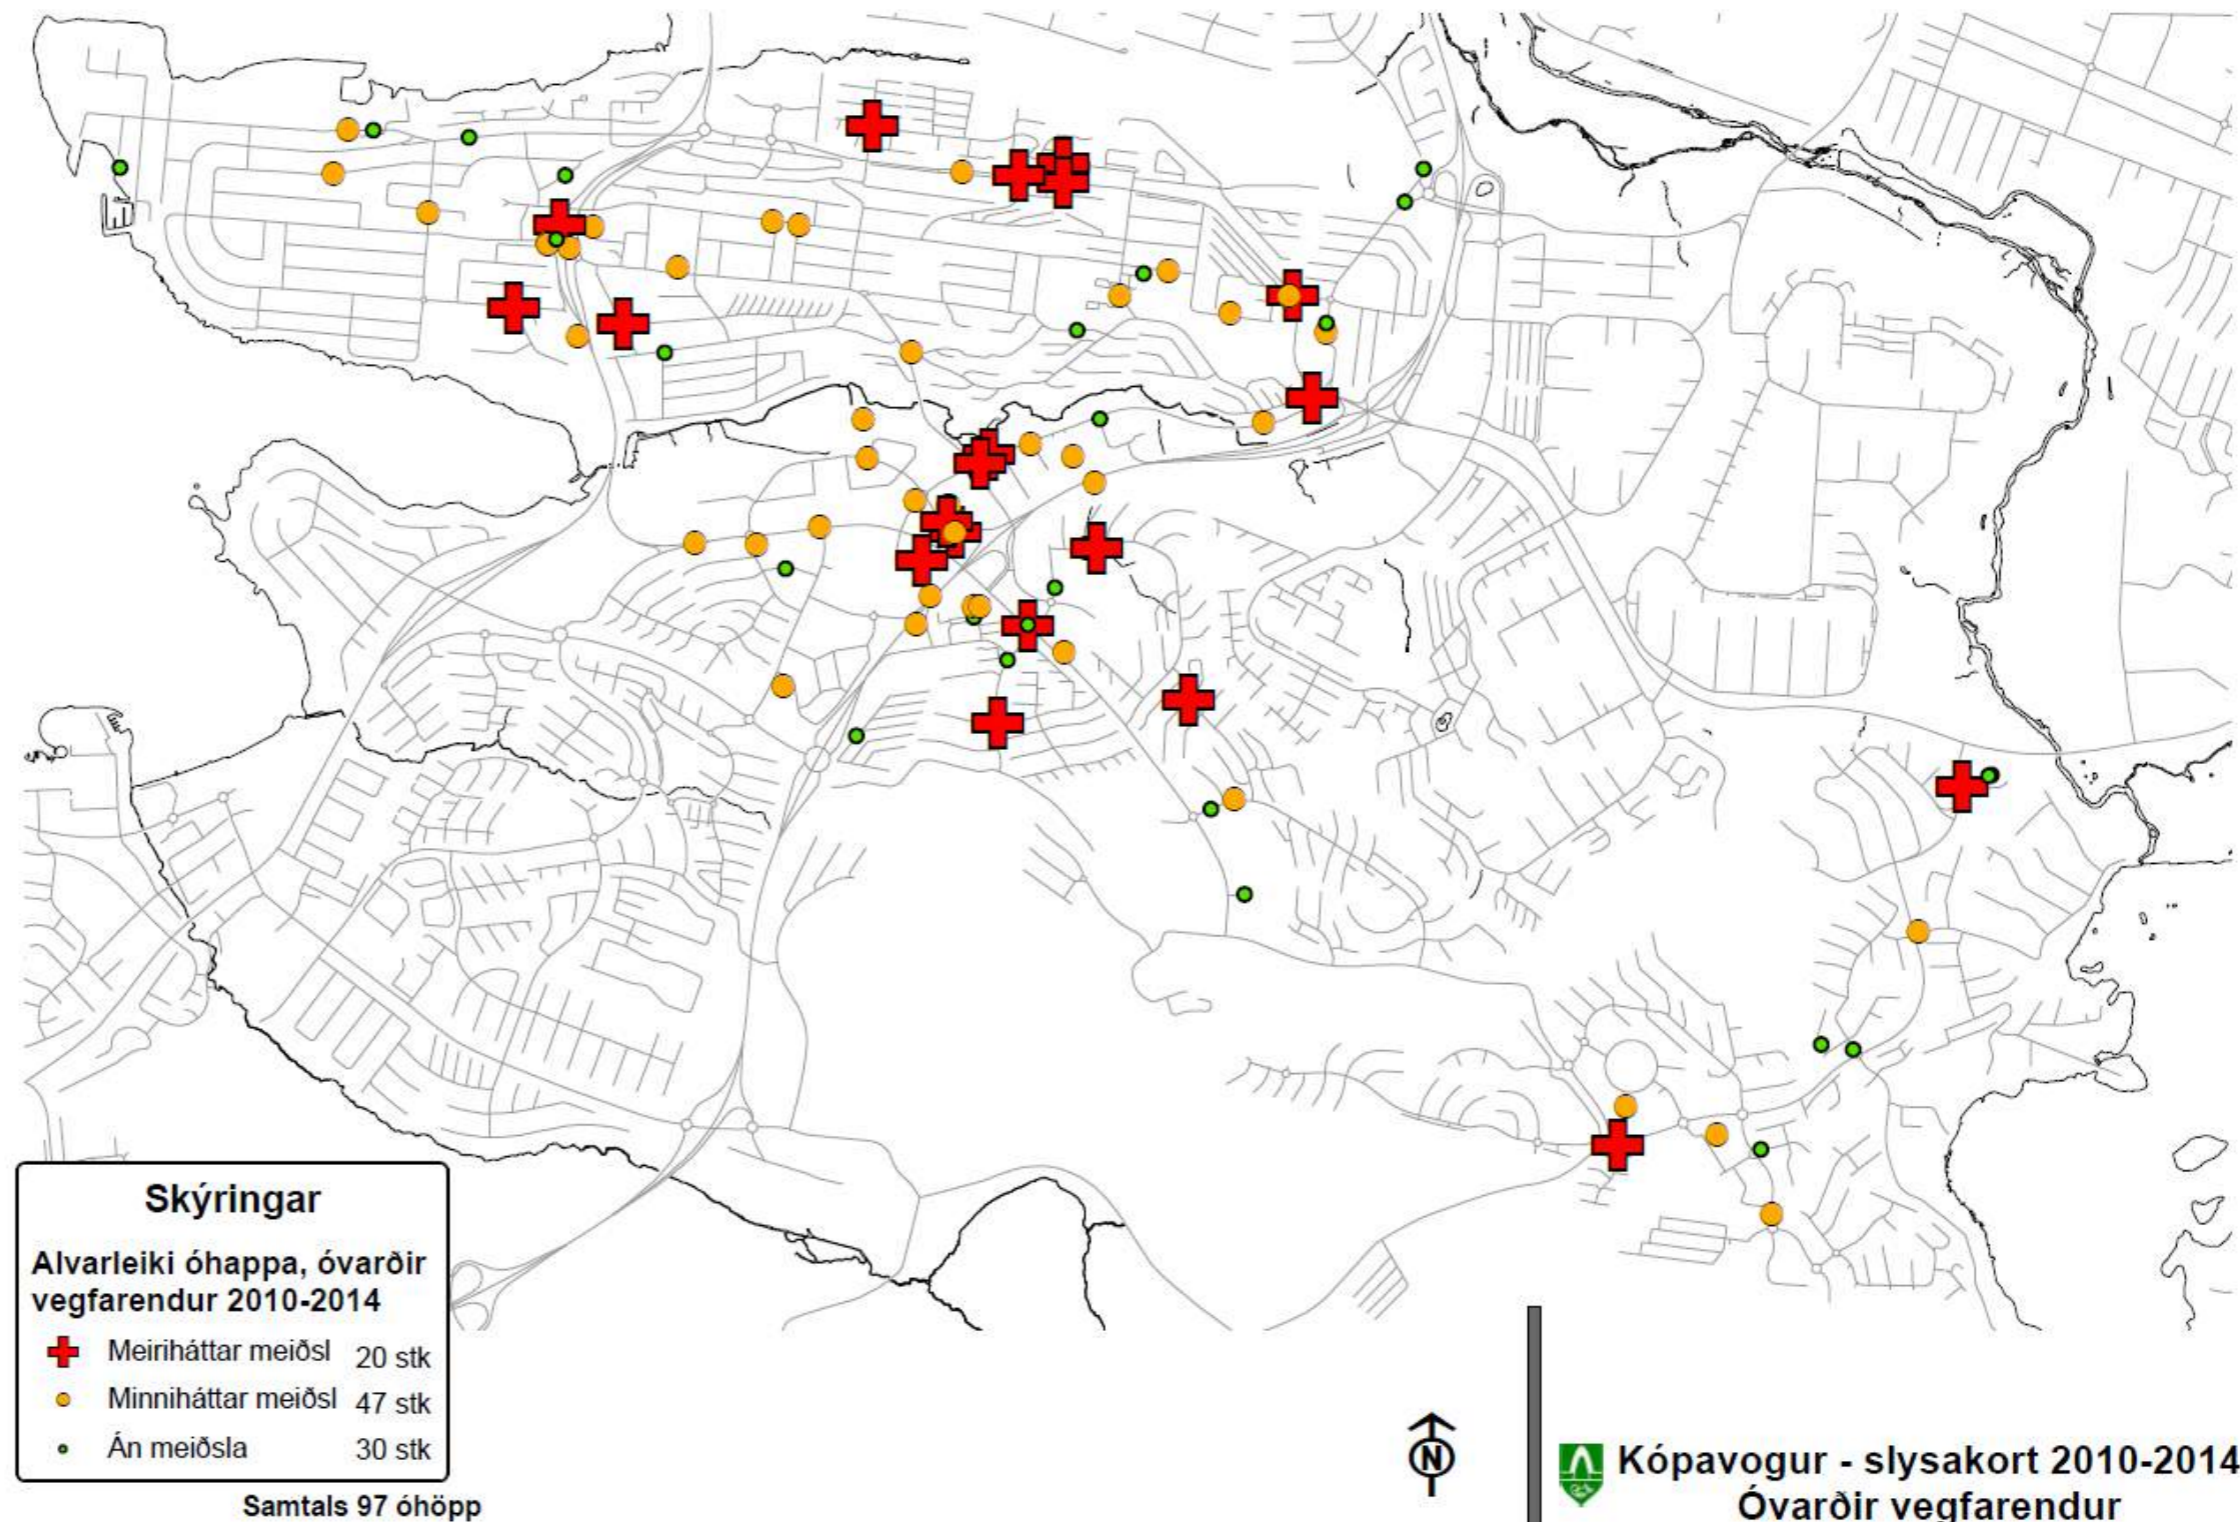 Skýringar
Alvarleiki óhappa, óvarðir
vegfarendur 2010-2014
Meiriháttar meiðsl 20 stk
Minniháttar meiðsl 47 stk
Án meiðsla 30 stk
Samtals 97 óhöpp
N
Kópavogur - slysakort 2010-2014
Óvarðir vegfarendur